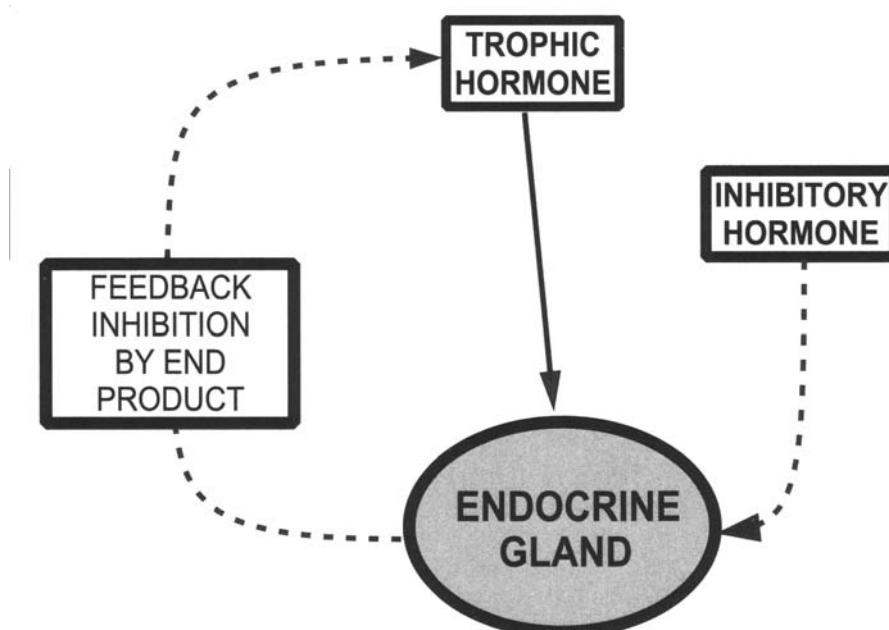 TROPHIC
HORMONE
INHIBITORY
HORMONE
FEEDBACK
INHIBITION
BY END
PRODUCT
ENDOCRINE
GLAND